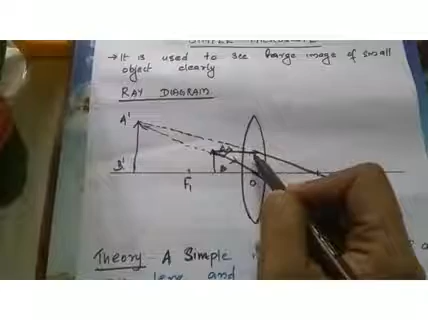 → It is used to see large image of small
object clearly
RAY DIAGRAM
A'
A
B'
F₁
B
O
Theory - A Simple
lens and